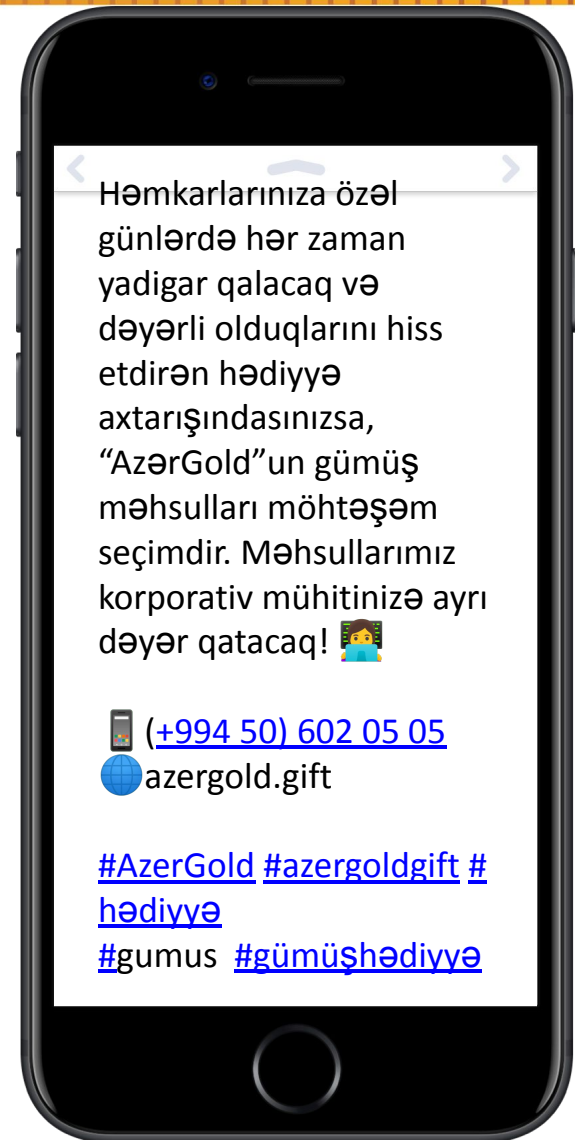 Həmkarlarınıza özəl
günlərdə hər zaman
yadigar qalacaq və
dəyərli olduqlarını hiss
etdirən hədiyyə
axtarışındasınızsa,
“AzərGold”un gümüş
məhsulları möhtəşəm
seçimdir. Məhsullarımız
korporativ mühitinizə ayrı
dəyər qatacaq! 👩‍💻
📱(+994 50) 602 05 05
🌐azergold.gift
#AzerGold #azergoldgift #
hədiyyə
#gumus #gümüşhədiyyə